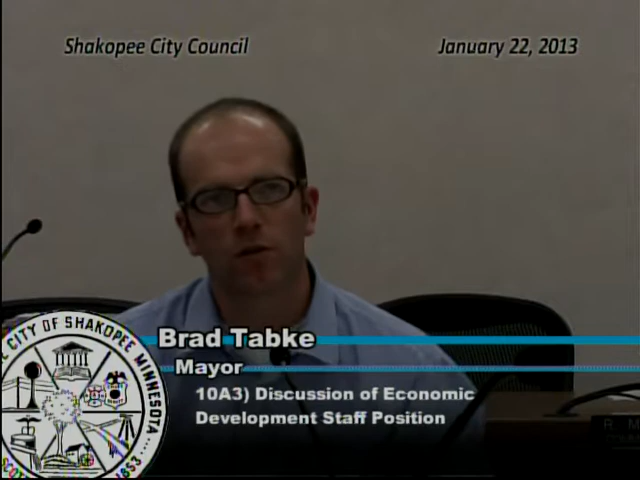 Shakopee City Council
January 22, 2013
CITY OF SHAKOPEE MINNESOTA
Brad Tabke
Mayor
10A3) Discussion of Economic
Development Staff Position
1853